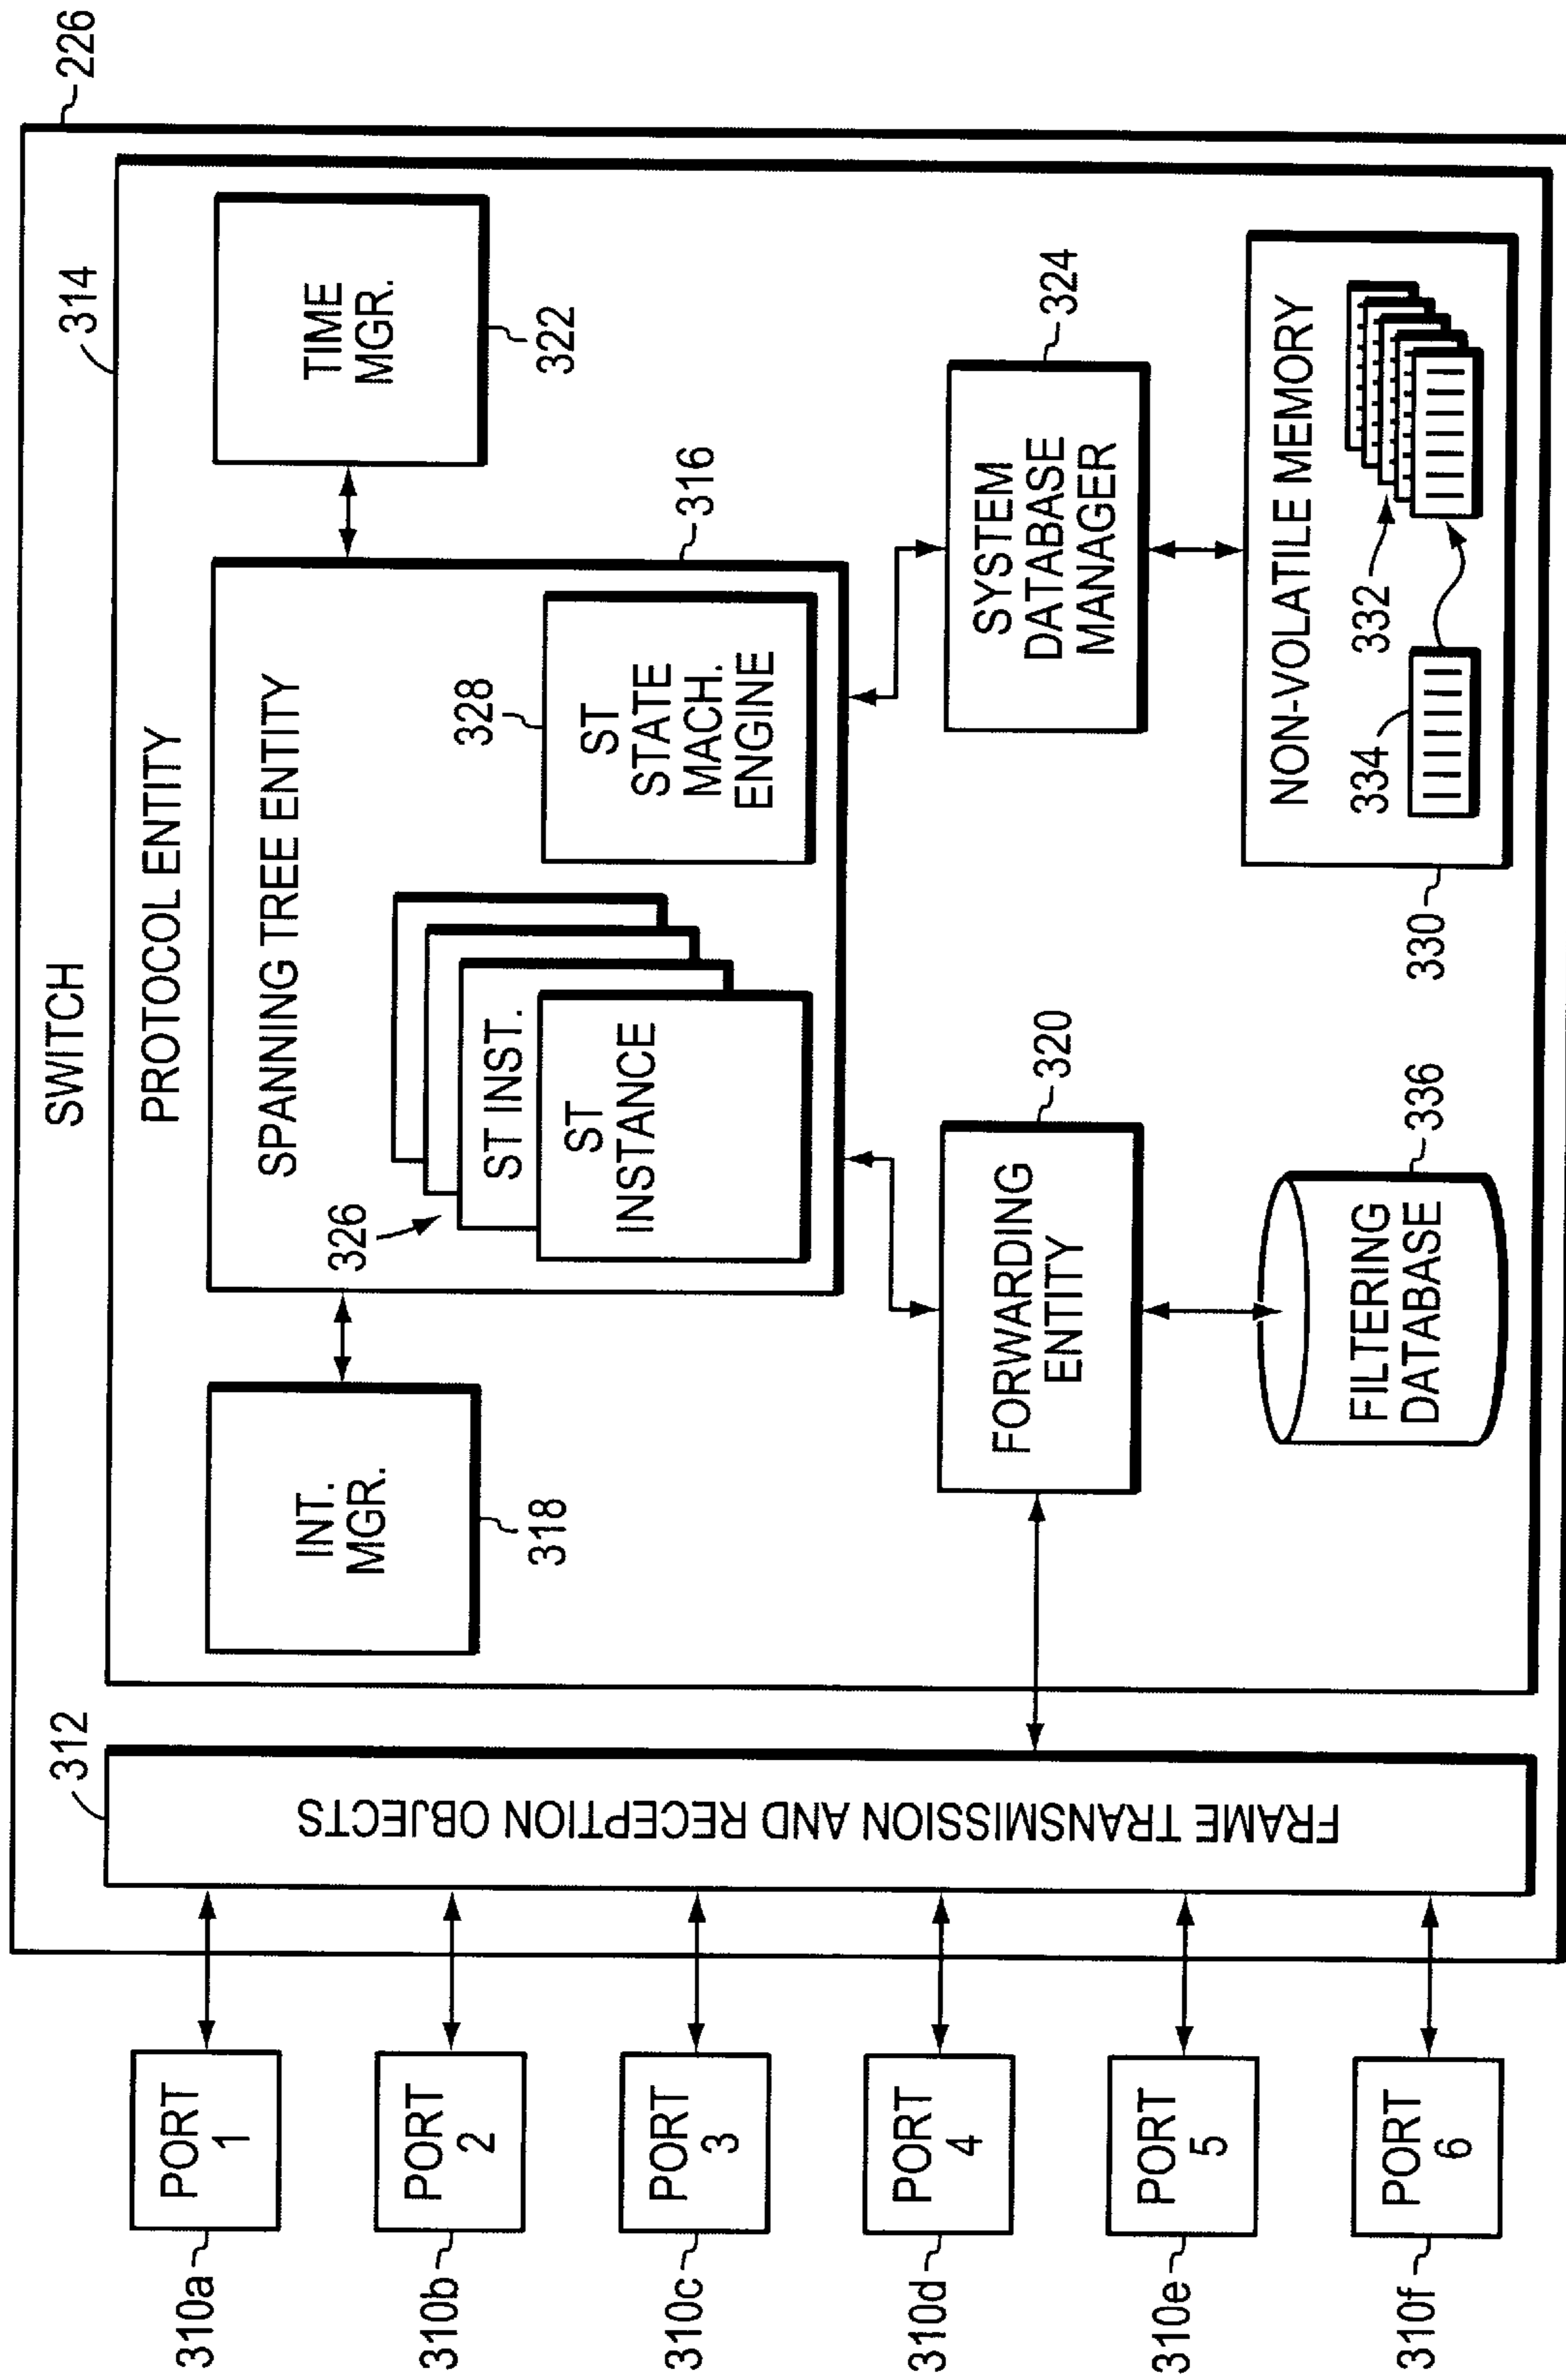 SWITCH
226
PROTOCOL ENTITY
314
SPANNING TREE ENTITY
316
INT.
MGR.
318
326
ST INST.
ST
INSTANCE
328
ST
STATE
MACH.
ENGINE
TIME
MGR.
322
312
FRAME TRANSMISSION AND RECEPTION OBJECTS
FORWARDING
ENTITY
320
SYSTEM
DATABASE
MANAGER
324
FILTERING
DATABASE
336
NON-VOLATILE MEMORY
330
334
332
310a
PORT
1
310b
PORT
2
310c
PORT
3
310d
PORT
4
310e
PORT
5
310f
PORT
6